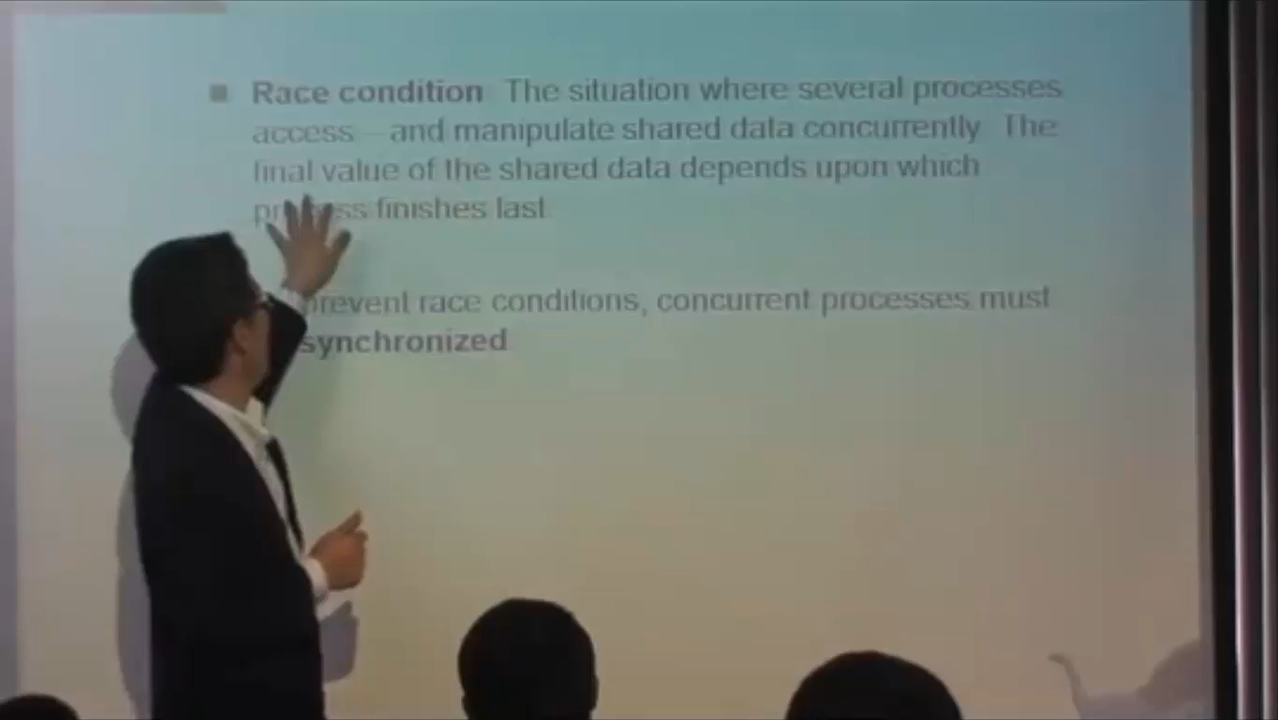 Race condition: The situation where several processes
access – and manipulate shared data concurrently. The
final value of the shared data depends upon which
process finishes last.
prevent race conditions, concurrent processes must
synchronized